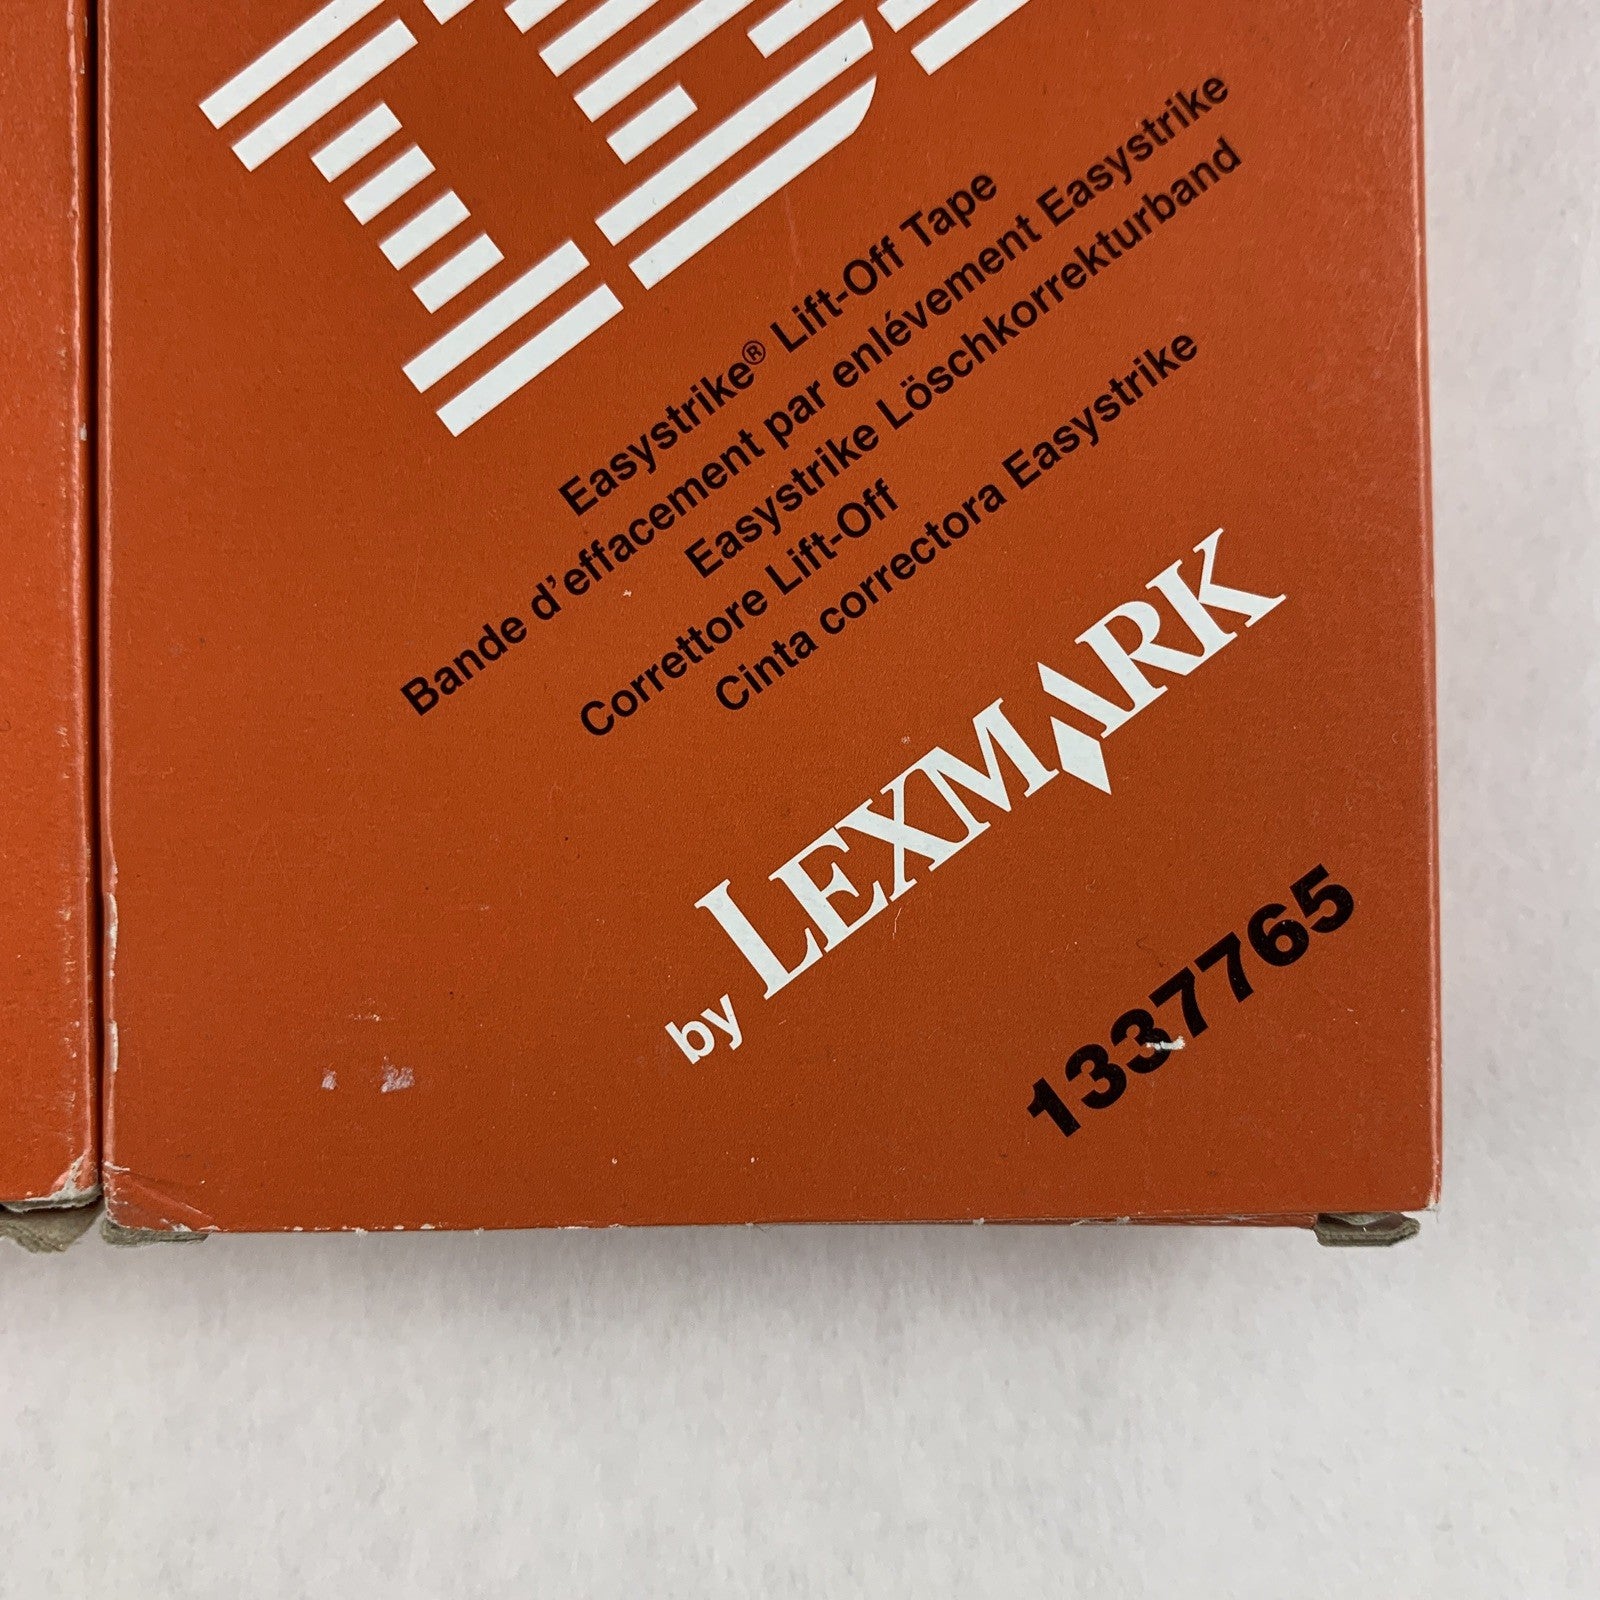 IBM
Easystrike® Lift-Off Tape
Bande d'effacement par enlévement Easystrike
Easystrike Löschkorrekturband
Correttore Lift-Off
Cinta correctora Easystrike
by LEXMARK
1337765